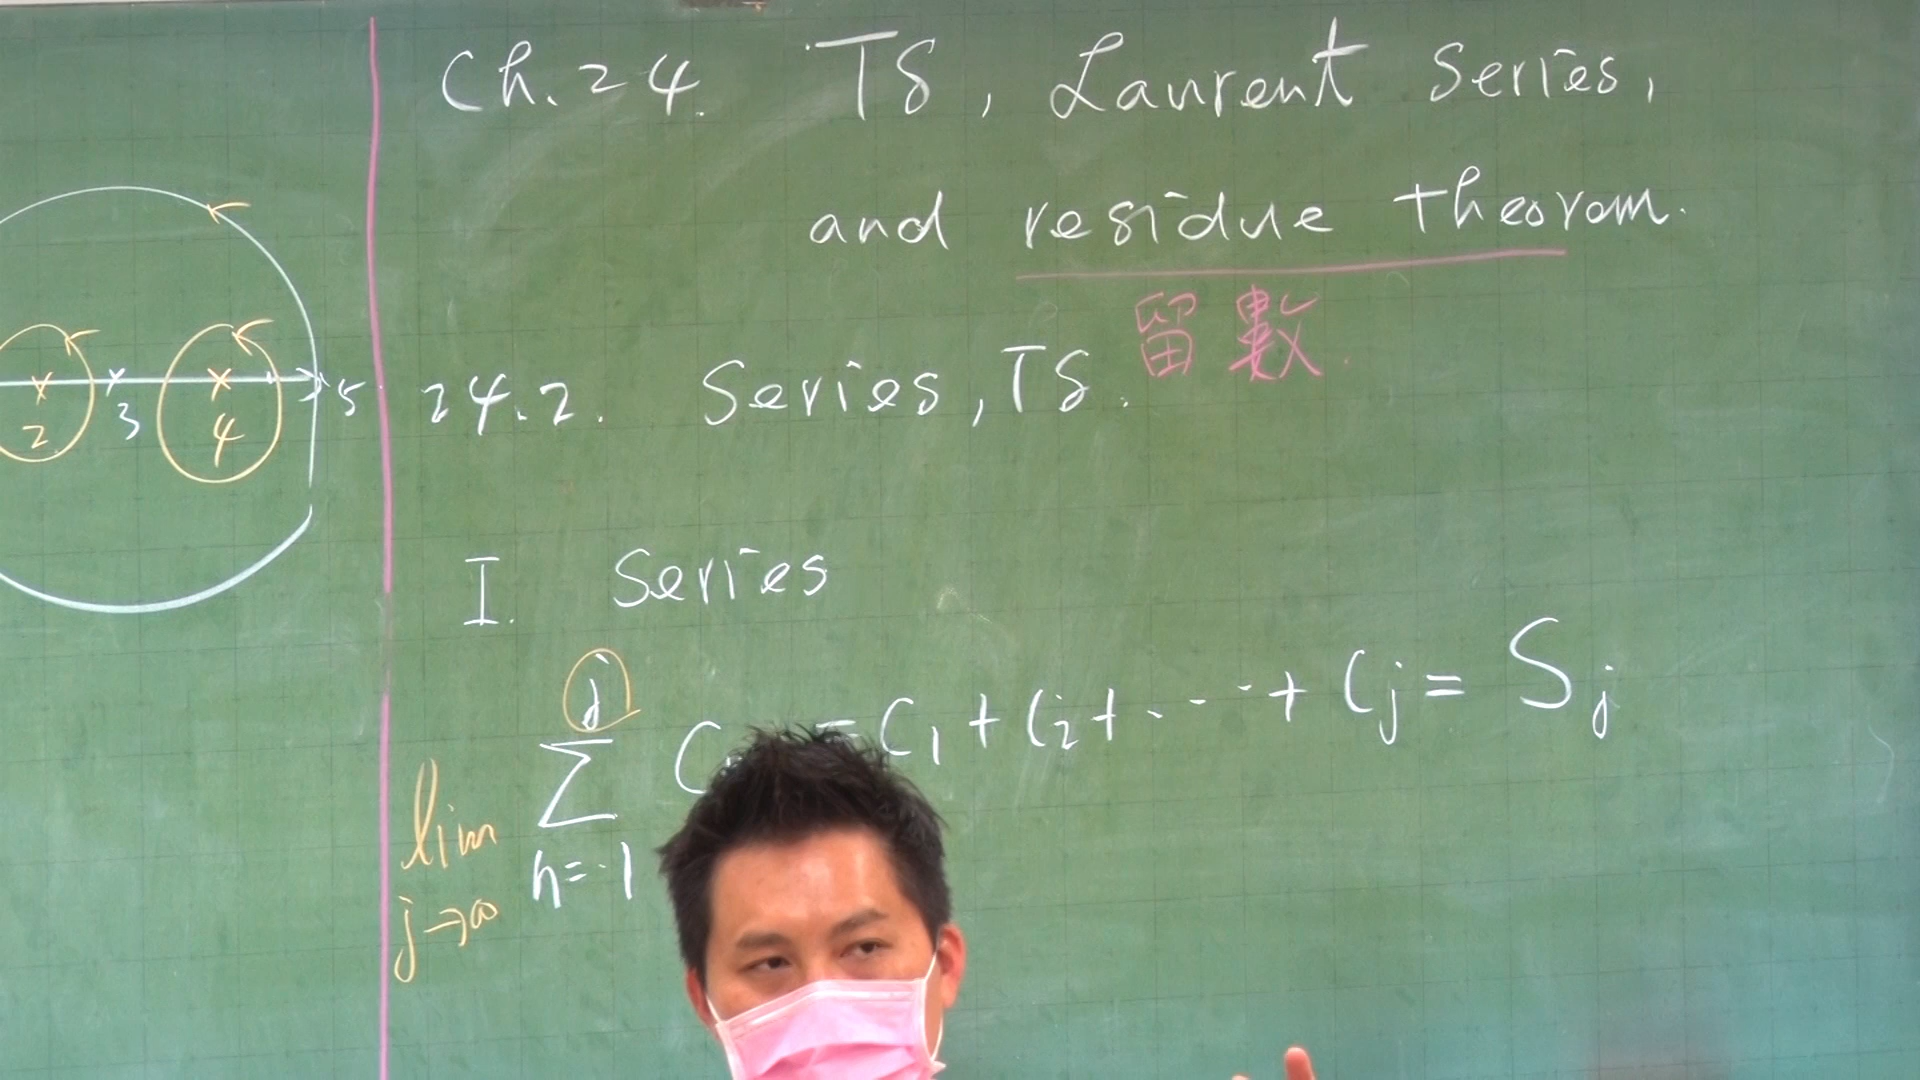 Ch.24. TS, Laurent Series,
and residue theorem.
留數.
2 3 4 5
24.2. Series, TS.
I. Series
lim j→∞ ∑ j n=1 C = C1 + C2 + ··· + Cj = Sj